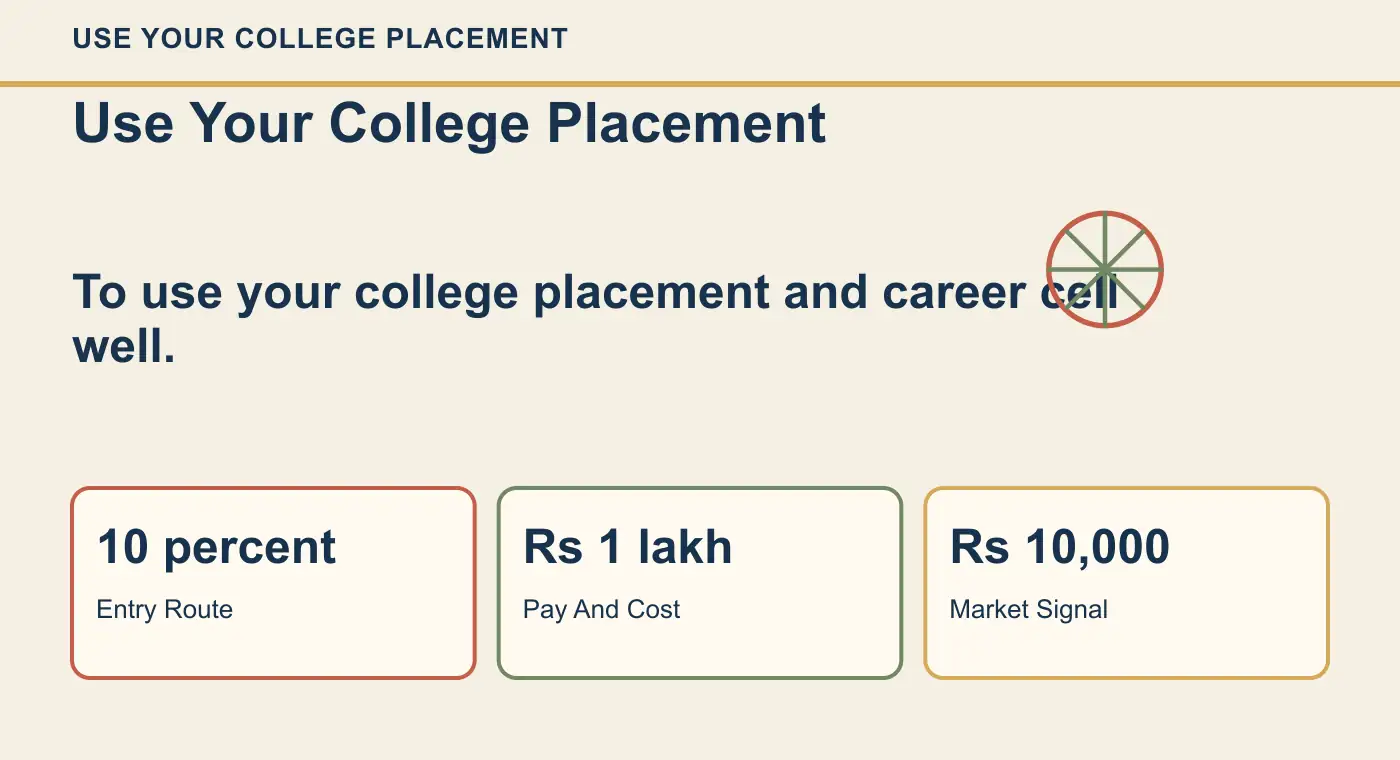 USE YOUR COLLEGE PLACEMENT
Use Your College Placement
To use your college placement and career cell
well.
10 percent
Entry Route
Rs 1 lakh
Pay And Cost
Rs 10,000
Market Signal